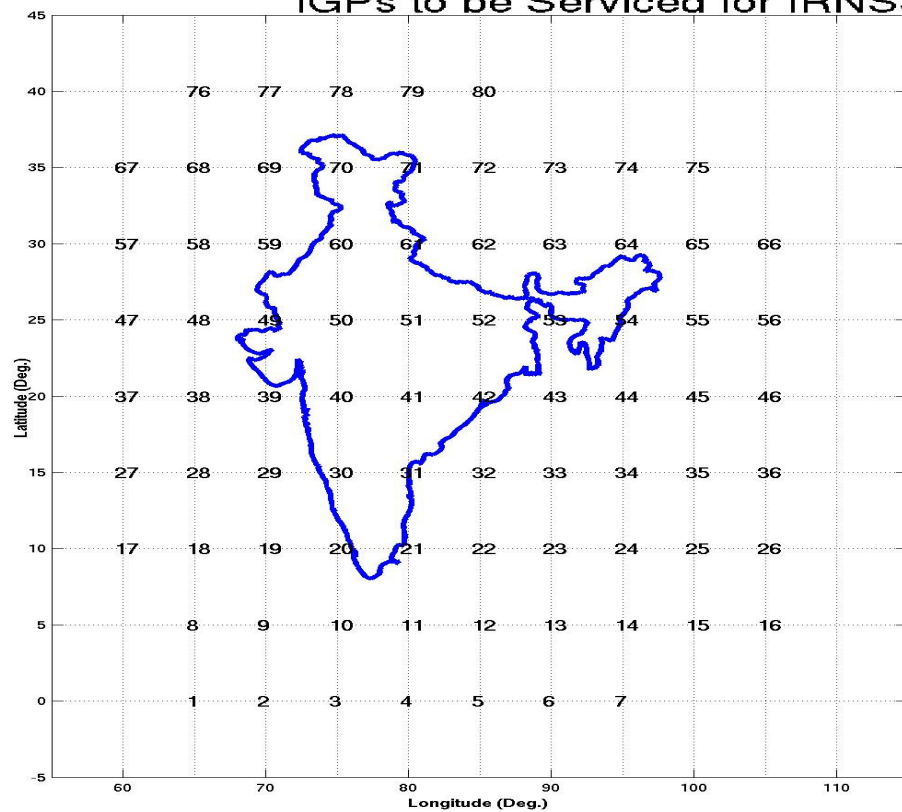 IGPs to be Serviced for IRNSS
45
40 76 77 78 79 80
35 67 68 69 70 71 72 73 74 75
30 57 58 59 60 61 62 63 64 65 66
25 47 48 49 50 51 52 53 54 55 56
Latitude (Deg.)
20 37 38 39 40 41 42 43 44 45 46
15 27 28 29 30 31 32 33 34 35 36
10 17 18 19 20 21 22 23 24 25 26
5 8 9 10 11 12 13 14 15 16
0 1 2 3 4 5 6 7
-5
60 70 80 90 100 110
Longitude (Deg.)